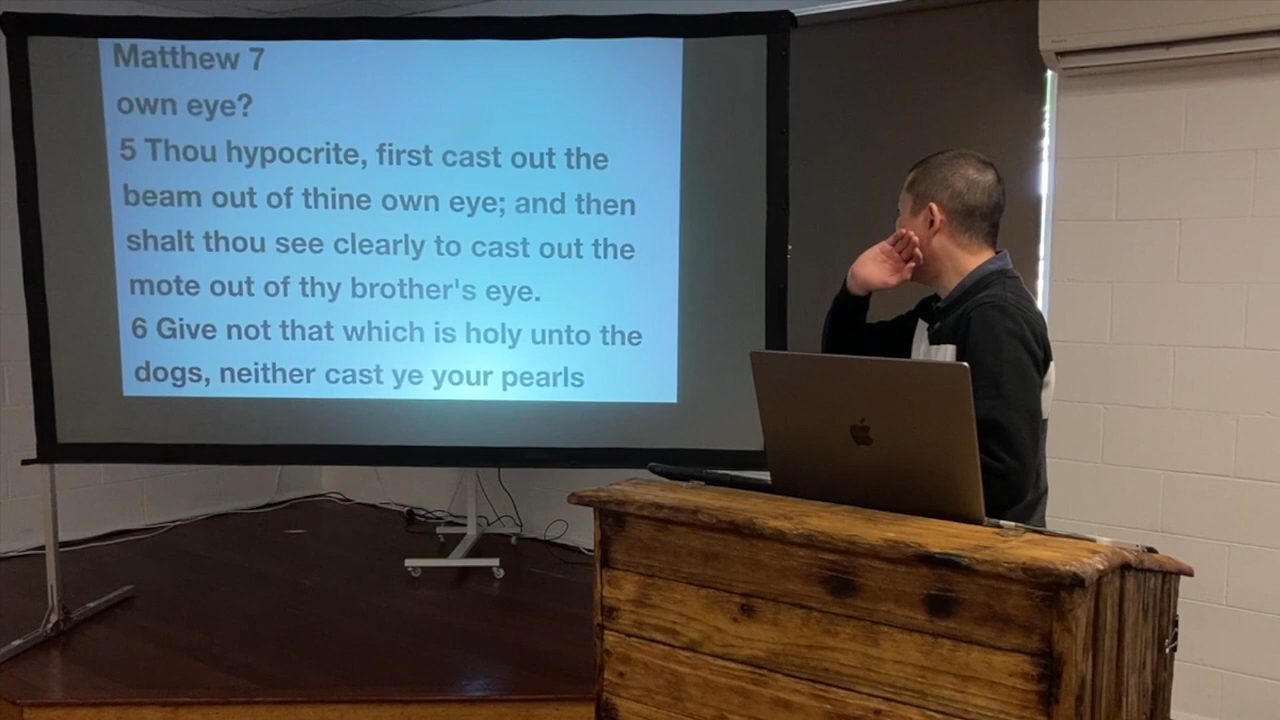 Matthew 7
own eye?
5 Thou hypocrite, first cast out the
beam out of thine own eye; and then
shalt thou see clearly to cast out the
mote out of thy brother's eye.
6 Give not that which is holy unto the
dogs, neither cast ye your pearls